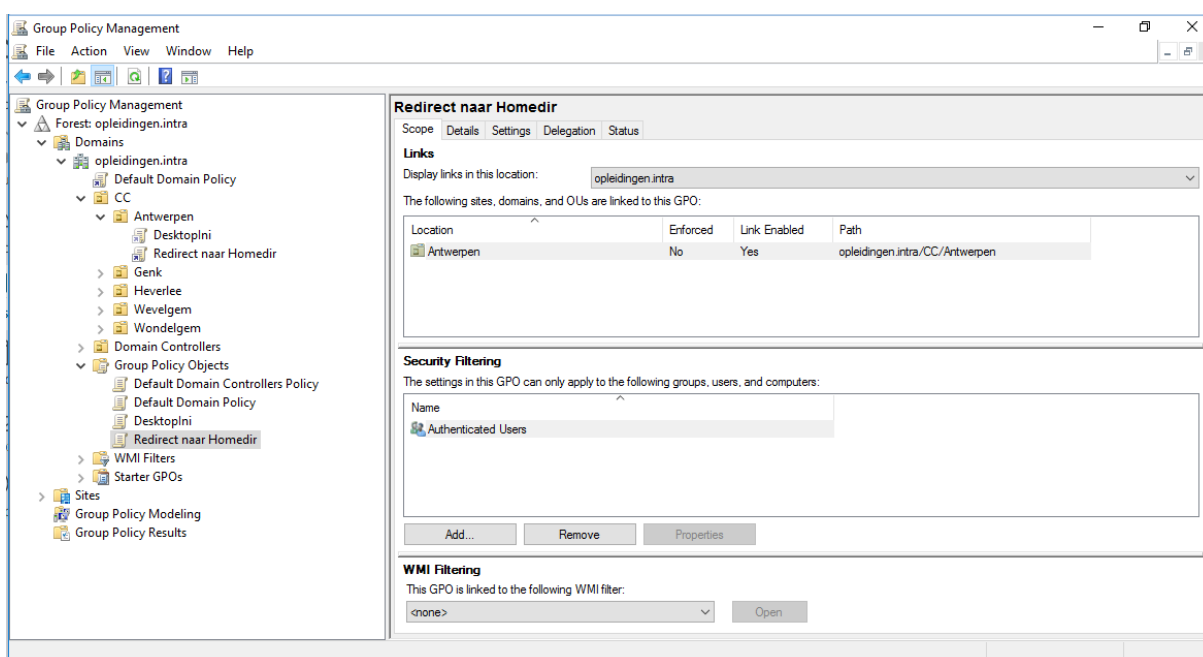 Group Policy Management
File Action View Window Help
Group Policy Management
Forest: opleidingen.intra
Domains
opleidingen.intra
Default Domain Policy
CC
Antwerpen
DesktopIni
Redirect naar Homedir
Genk
Heverlee
Wevelgem
Wondelgem
Domain Controllers
Group Policy Objects
Default Domain Controllers Policy
Default Domain Policy
DesktopIni
Redirect naar Homedir
WMI Filters
Starter GPOs
Sites
Group Policy Modeling
Group Policy Results
Redirect naar Homedir
Scope Details Settings Delegation Status
Links
Display links in this location: opleidingen.intra
The following sites, domains, and OUs are linked to this GPO:
Location Enforced Link Enabled Path
Antwerpen No Yes opleidingen.intra/CC/Antwerpen
Security Filtering
The settings in this GPO can only apply to the following groups, users, and computers:
Name
Authenticated Users
Add... Remove Properties
WMI Filtering
This GPO is linked to the following WMI filter:
<none> Open